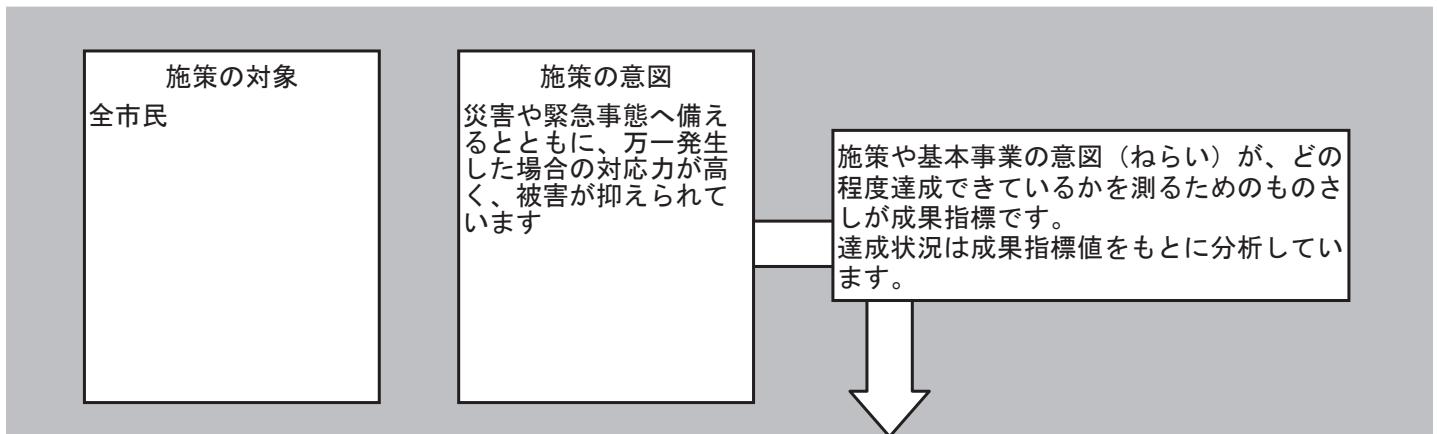 施策の対象
全市民
施策の意図
災害や緊急事態へ備え
るとともに、万一発生
した場合の対応力が高
く、被害が抑えられて
います
施策や基本事業の意図（ねらい）が、どの
程度達成できているかを測るためのものさ
しが成果指標です。
達成状況は成果指標値をもとに分析してい
ます。